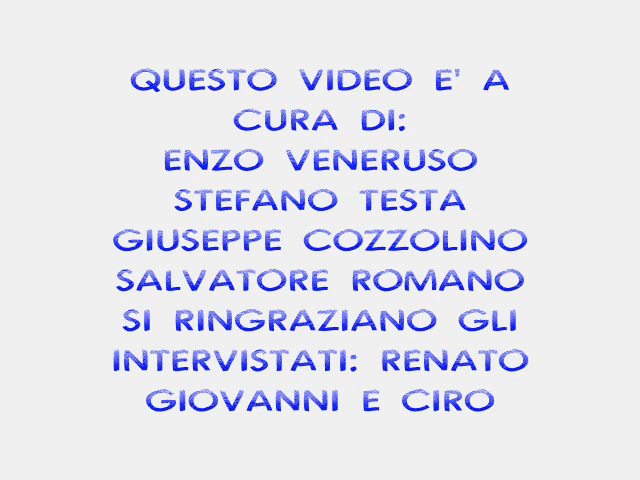 QUESTO VIDEO E' A
CURA DI:
ENZO VENERUSO
STEFANO TESTA
GIUSEPPE COZZOLINO
SALVATORE ROMANO
SI RINGRAZIANO GLI
INTERVISTATI: RENATO
GIOVANNI E CIRO